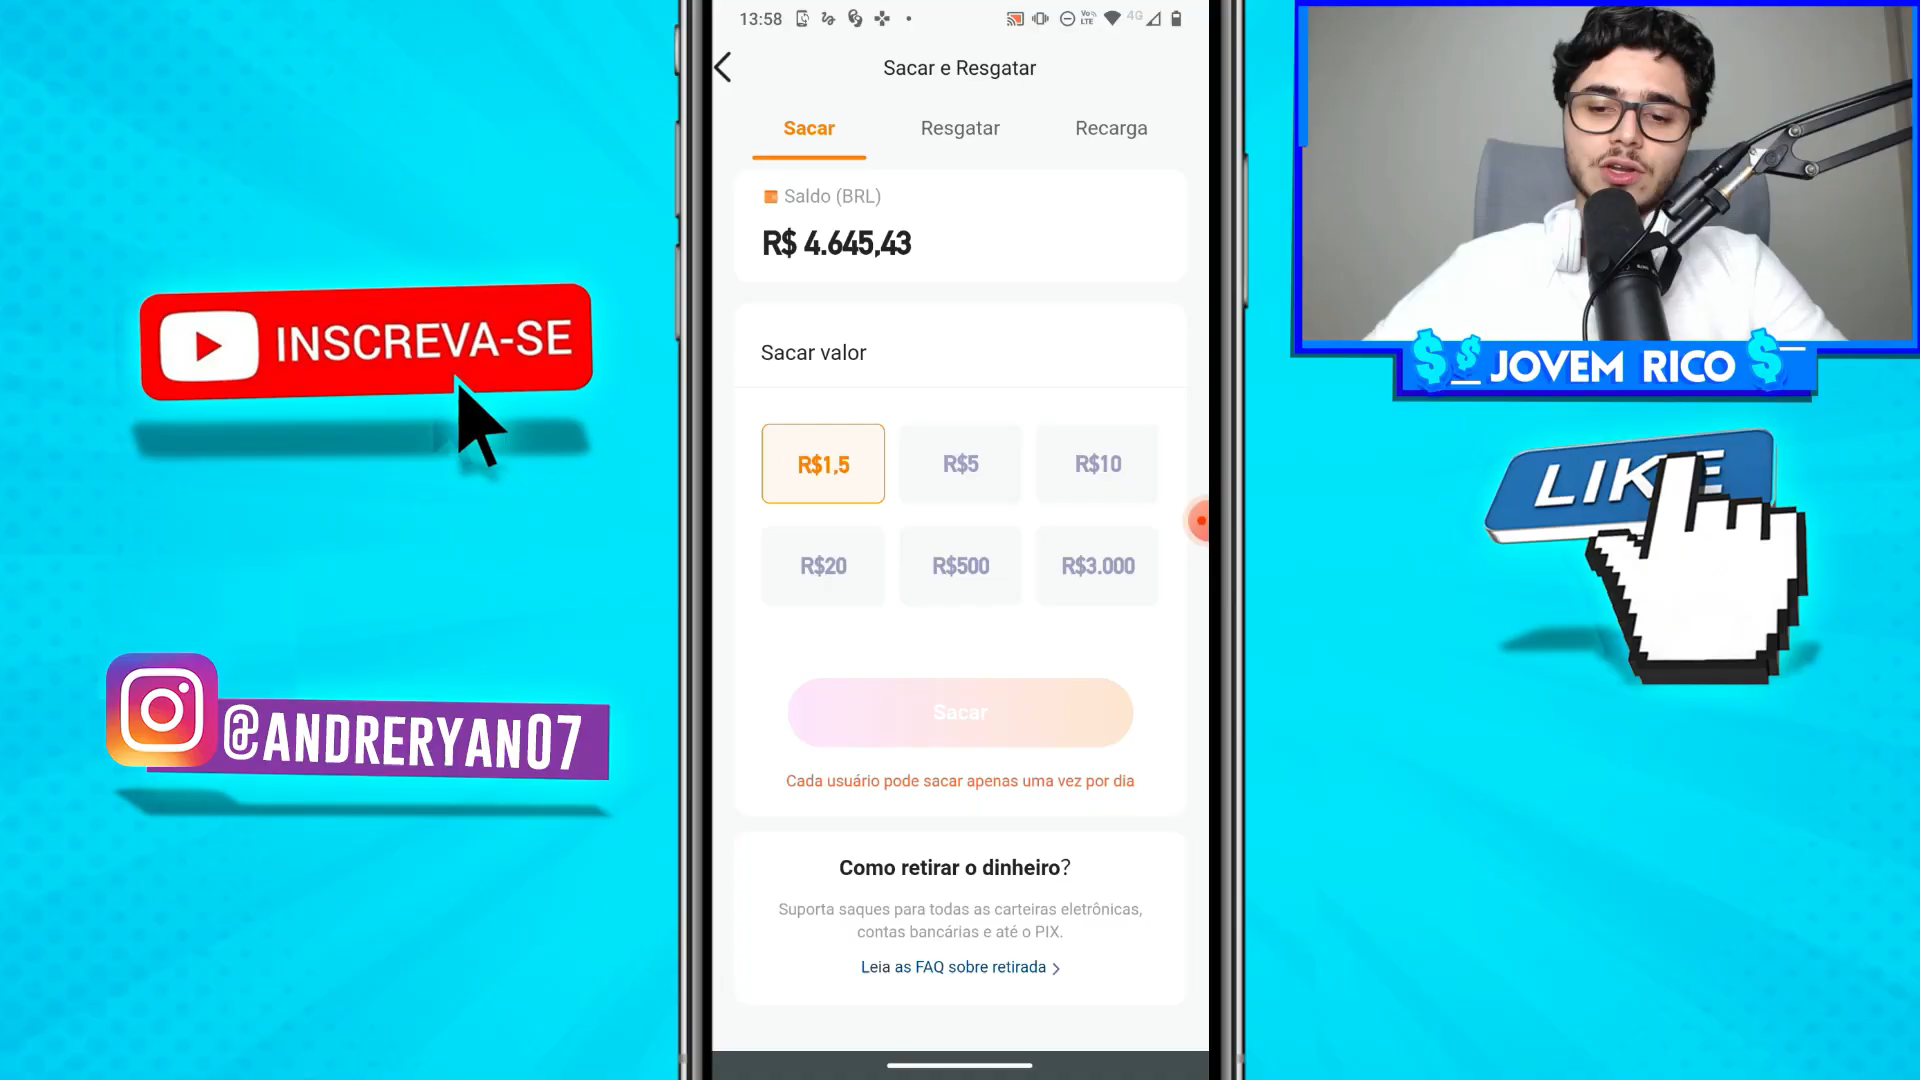 13:58
Vo))
LTE
4G
Sacar e Resgatar
Sacar
Resgatar
Recarga
Saldo (BRL)
R$ 4.645,43
Sacar valor
R$1,5
R$5
R$10
R$20
R$500
R$3.000
Sacar
Cada usuário pode sacar apenas uma vez por dia
Como retirar o dinheiro?
Suporta saques para todas as carteiras eletrônicas,
contas bancárias e até o PIX.
Leia as FAQ sobre retirada >
INSCREVA-SE
@ANDRERYAN07
$ $ JOVEM RICO $
LIKE